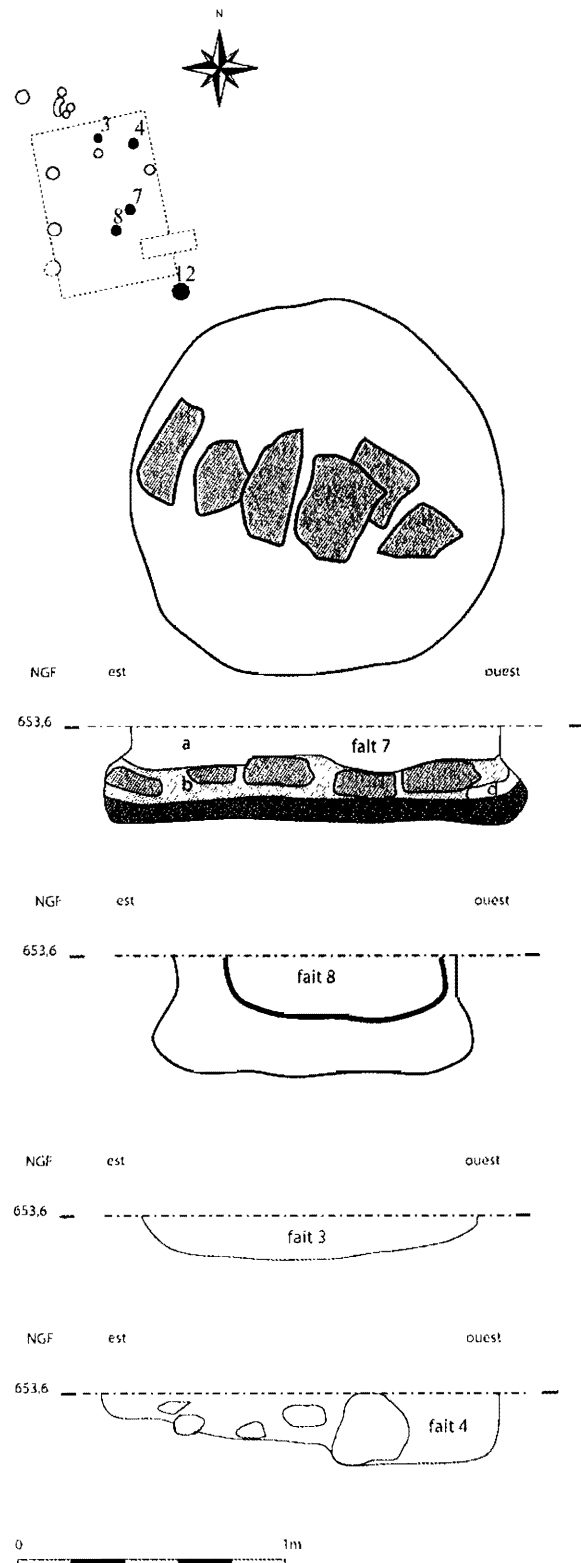 N
3
4
7
8
12
NGF est ouest
653,6
a fait 7
b
c
NGF est ouest
653,6
fait 8
NGF est ouest
653,6
fait 3
NGF est ouest
653,6
fait 4
0 1m